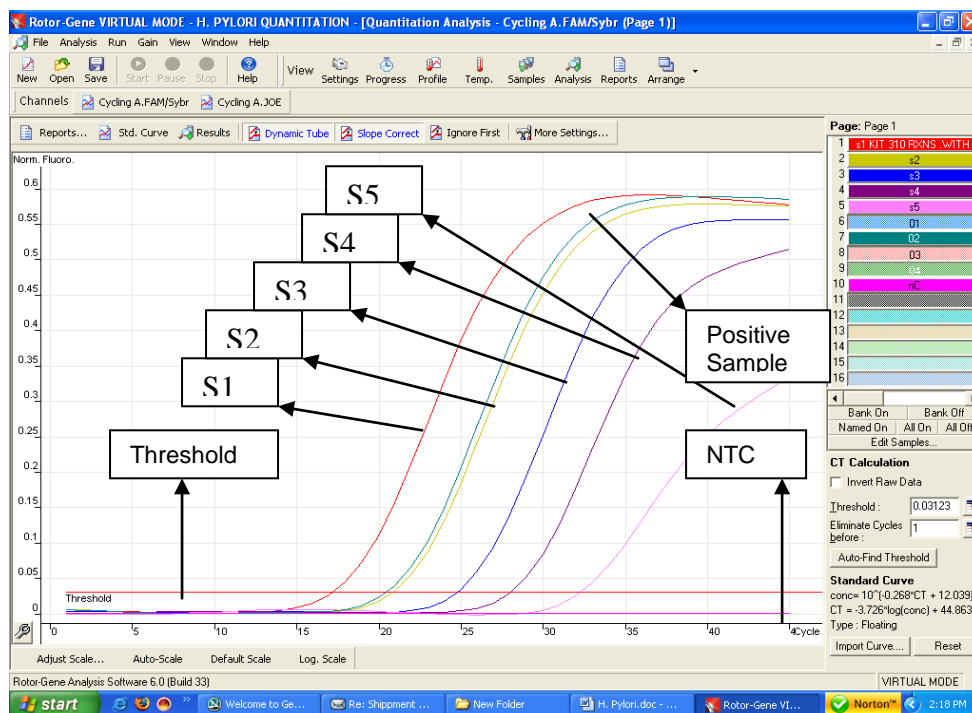 Rotor-Gene VIRTUAL MODE - H. PYLORI QUANTITATION - [Quantitation Analysis - Cycling A.FAM/Sybr (Page 1)]
File Analysis Run Gain View Window Help
New Open Save Start Pause Stop Help View Settings Progress Profile Temp. Samples Analysis Reports Arrange
Channels Cycling A.FAM/Sybr Cycling A.JOE
Reports... Std. Curve Results Dynamic Tube Slope Correct Ignore First More Settings...
Norm. Fluoro.
0.6
0.55
0.5
0.45
0.4
0.35
0.3
0.25
0.2
0.15
0.1
0.05
0
S5
S4
S3
S2
S1
Threshold
Positive
Sample
NTC
Threshold
0 5 10 15 20 25 30 35 40 45 Cycle
Adjust Scale... Auto-Scale Default Scale Log. Scale
Page: Page 1
1 s1 KIT 310 RXNS .WITH
2 s2
3 s3
4 s4
5 s5
6 01
7 02
8 03
9 04
10 nC
11
12
13
14
15
16
Bank On Bank Off
Named On All On All Off
Edit Samples...
CT Calculation
Invert Raw Data
Threshold : 0.03123
Eliminate Cycles before : 1
Auto-Find Threshold
Standard Curve
conc= 10^(-0.268*CT + 12.039)
CT = -3.726*log(conc) + 44.863
Type : Floating
Import Curve.... Reset
Rotor-Gene Analysis Software 6.0 (Build 33) VIRTUAL MODE
start Welcome to Ge... Re: Shippment ... New Folder H. Pylori.doc - ... Rotor-Gene VI... Norton™ 2:18 PM